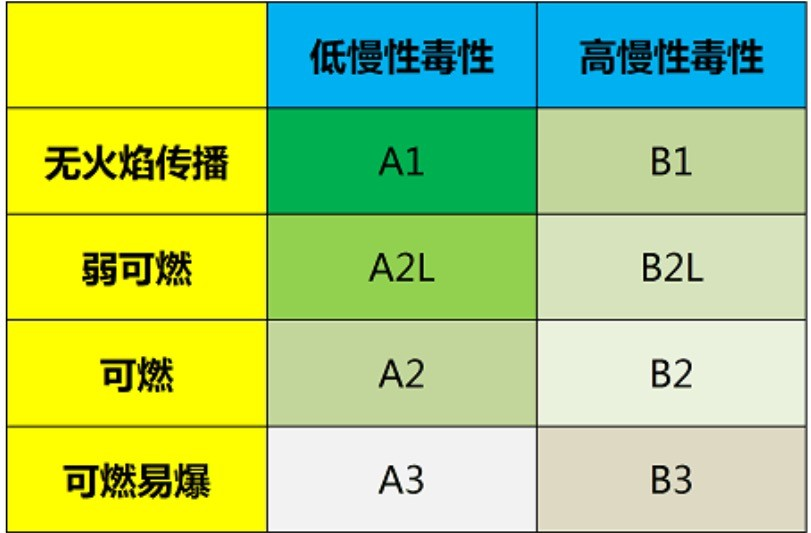 低慢性毒性 高慢性毒性
无火焰传播 A1 B1
弱可燃 A2L B2L
可燃 A2 B2
可燃易爆 A3 B3